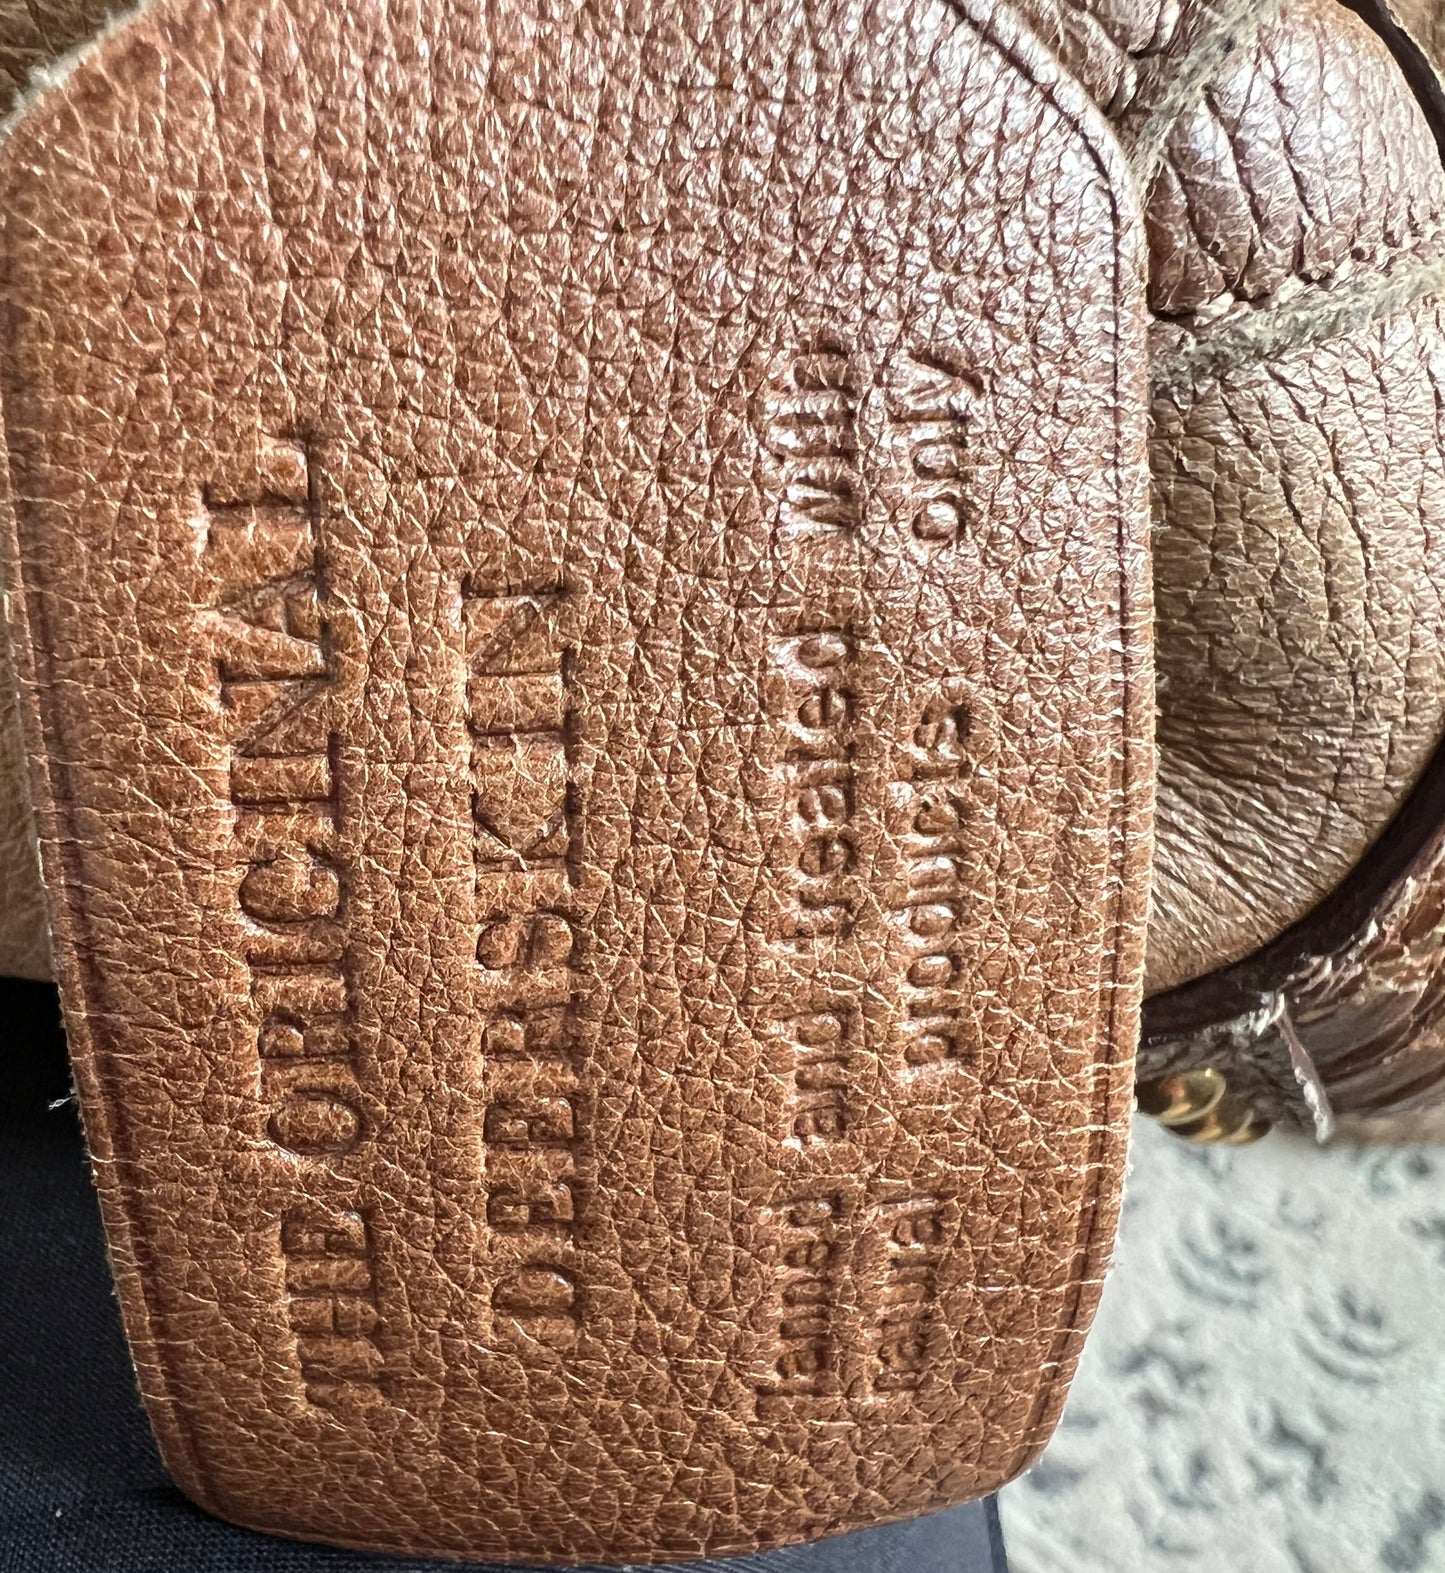 THE ORIGINAL
DEERSKIN
Tanned and treated with
natural products only